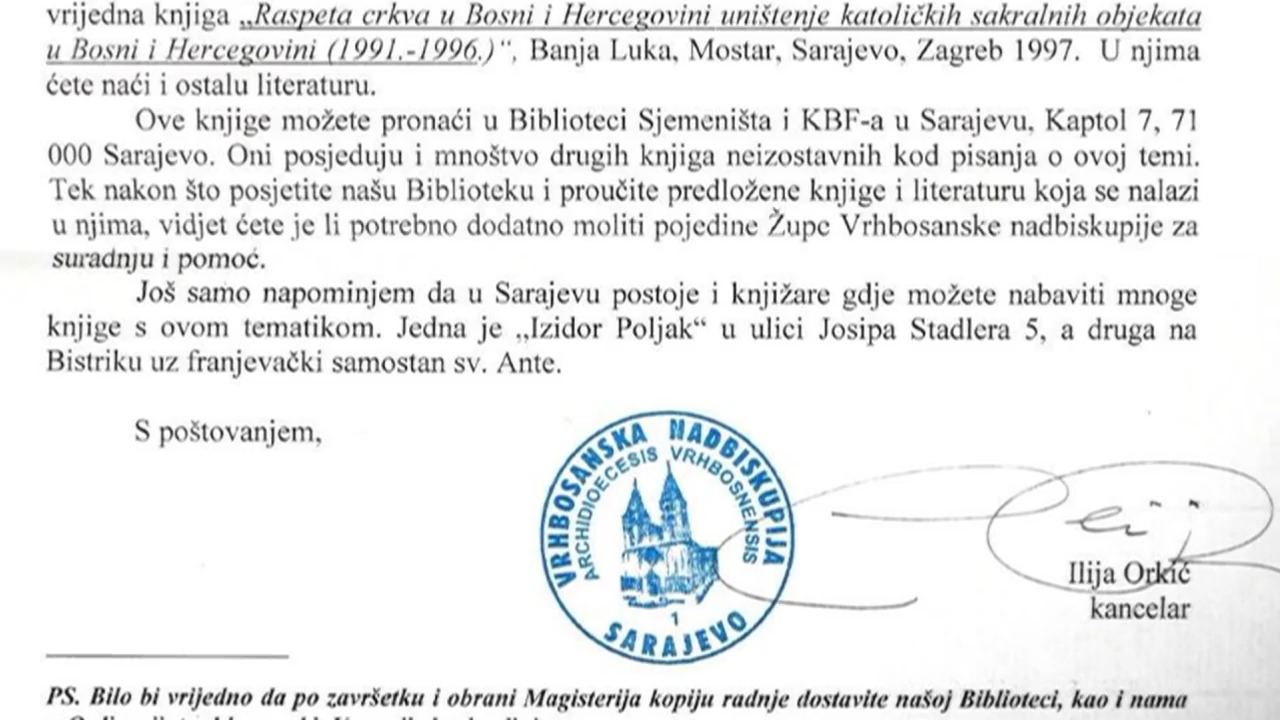 vrijedna knjiga „Raspeta crkva u Bosni i Hercegovini uništenje katoličkih sakralnih objekata
u Bosni i Hercegovini (1991.-1996.)“, Banja Luka, Mostar, Sarajevo, Zagreb 1997. U njima
ćete naći i ostalu literaturu.
Ove knjige možete pronaći u Biblioteci Sjemeništa i KBF-a u Sarajevu, Kaptol 7, 71
000 Sarajevo. Oni posjeduju i mnoštvo drugih knjiga neizostavnih kod pisanja o ovoj temi.
Tek nakon što posjetite našu Biblioteku i proučite predložene knjige i literaturu koja se nalazi
u njima, vidjet ćete je li potrebno dodatno moliti pojedine Župe Vrhbosanske nadbiskupije za
suradnju i pomoć.
Još samo napominjem da u Sarajevu postoje i knjižare gdje možete nabaviti mnoge
knjige s ovom tematikom. Jedna je „Izidor Poljak“ u ulici Josipa Stadlera 5, a druga na
Bistriku uz franjevački samostan sv. Ante.
S poštovanjem,
VRHBOSANSKA NADBISKUPIJA
ARCHIDIOECESIS VRHBOSNENSIS
1
SARAJEVO
Ilija Orkić
kancelar
PS. Bilo bi vrijedno da po završetku i obrani Magisterija kopiju radnje dostavite našoj Biblioteci, kao i nama